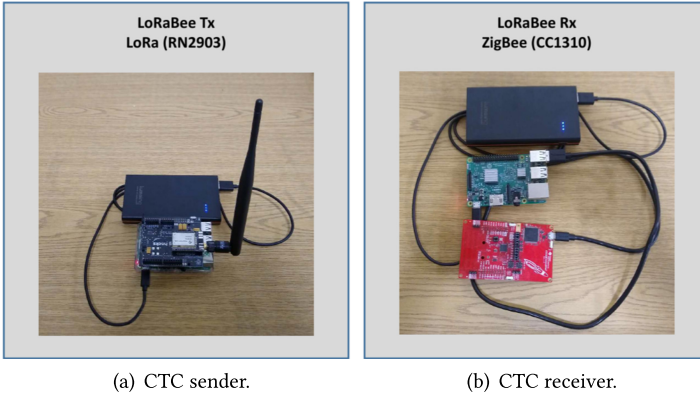 LoRaBee Tx
LoRa (RN2903)
LoRaBee Rx
ZigBee (CC1310)
(a) CTC sender.
(b) CTC receiver.